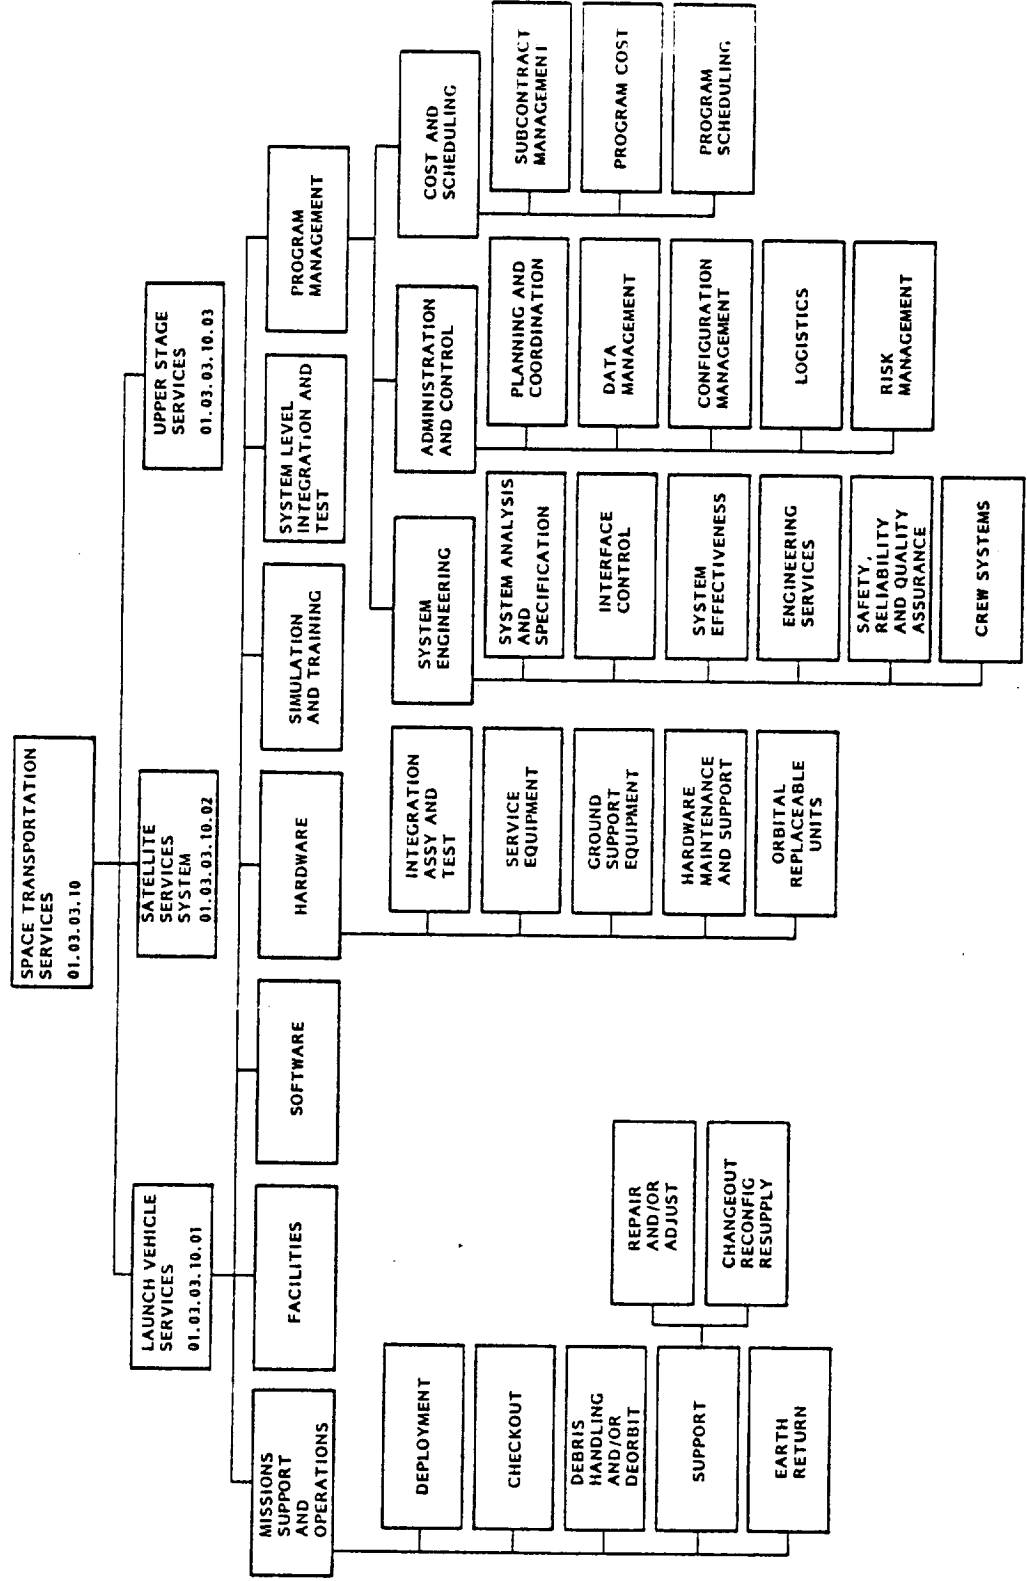 SPACE TRANSPORTATION
SERVICES
01.03.03.10
LAUNCH VEHICLE
SERVICES
01.03.03.10.01
SATELLITE
SERVICES
SYSTEM
01.03.03.10.02
UPPER STAGE
SERVICES
01.03.03.10.03
MISSIONS
SUPPORT
AND
OPERATIONS
FACILITIES
SOFTWARE
HARDWARE
SIMULATION
AND TRAINING
SYSTEM LEVEL
INTEGRATION AND
TEST
PROGRAM
MANAGEMENT
DEPLOYMENT
CHECKOUT
DEBRIS
HANDLING
AND/OR
DEORBIT
SUPPORT
EARTH
RETURN
REPAIR
AND/OR
ADJUST
CHANGEOUT
RECONFIG
RESUPPLY
INTEGRATION
ASSY AND
TEST
SERVICE
EQUIPMENT
GROUND
SUPPORT
EQUIPMENT
HARDWARE
MAINTENANCE
AND SUPPORT
ORBITAL
REPLACEABLE
UNITS
SYSTEM
ENGINEERING
SYSTEM ANALYSIS
AND
SPECIFICATION
INTERFACE
CONTROL
SYSTEM
EFFECTIVENESS
ENGINEERING
SERVICES
SAFETY,
RELIABILITY
AND QUALITY
ASSURANCE
CREW SYSTEMS
ADMINISTRATION
AND CONTROL
PLANNING AND
COORDINATION
DATA
MANAGEMENT
CONFIGURATION
MANAGEMENT
LOGISTICS
RISK
MANAGEMENT
COST AND
SCHEDULING
SUBCONTRACT
MANAGEMENT
PROGRAM COST
PROGRAM
SCHEDULING